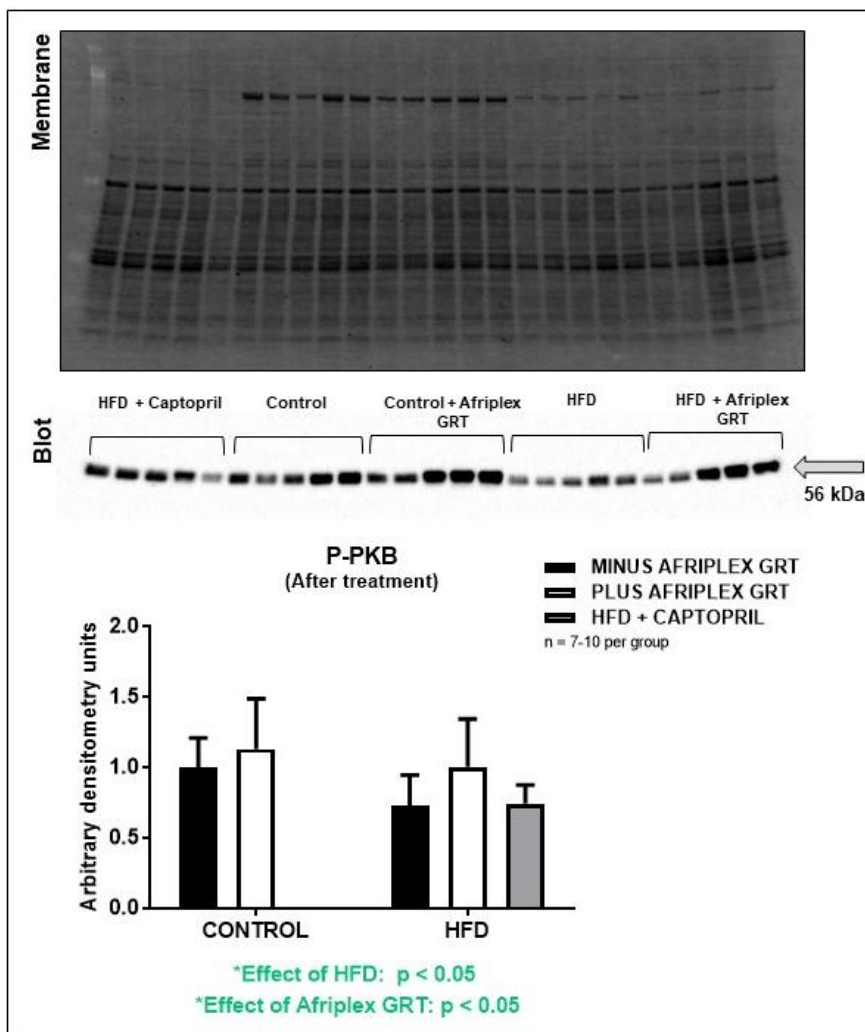 Membrane
HFD + Captopril
Control
Control + Afriplex
GRT
HFD
HFD + Afriplex
GRT
Blot
56 kDa
P-PKB
(After treatment)
MINUS AFRIPLEX GRT
PLUS AFRIPLEX GRT
HFD + CAPTOPRIL
n = 7-10 per group
Arbitrary densitometry units
2.0
1.5
1.0
0.5
0.0
CONTROL
HFD
*Effect of HFD: p < 0.05
*Effect of Afriplex GRT: p < 0.05